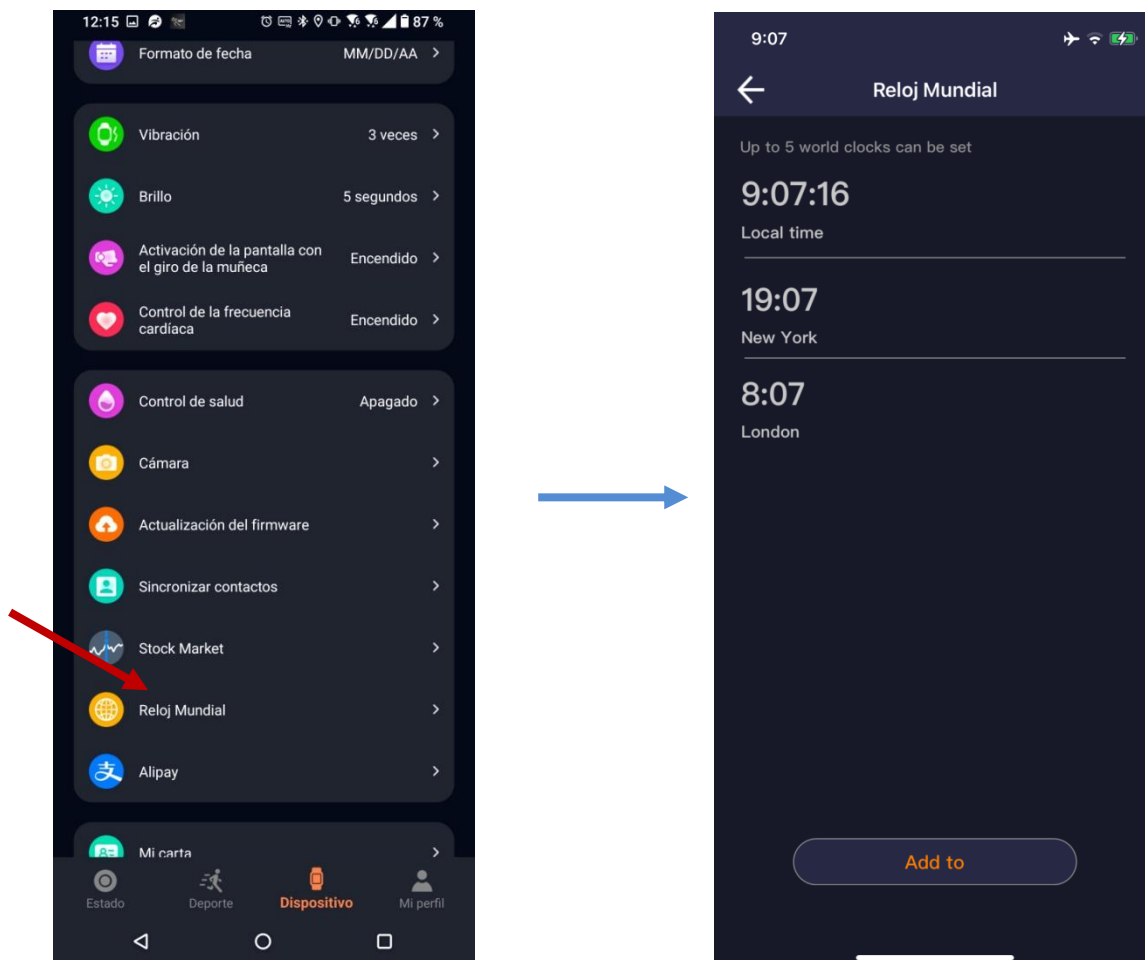 12:15
87 %
Formato de fecha
MM/DD/AA
Vibración
3 veces
Brillo
5 segundos
Activación de la pantalla con
el giro de la muñeca
Encendido
Control de la frecuencia
cardíaca
Encendido
Control de salud
Apagado
Cámara
Actualización del firmware
Sincronizar contactos
Stock Market
Reloj Mundial
支
Alipay
Mi carta
Estado
Deporte
Dispositivo
Mi perfil
9:07
Reloj Mundial
Up to 5 world clocks can be set
9:07:16
Local time
19:07
New York
8:07
London
Add to